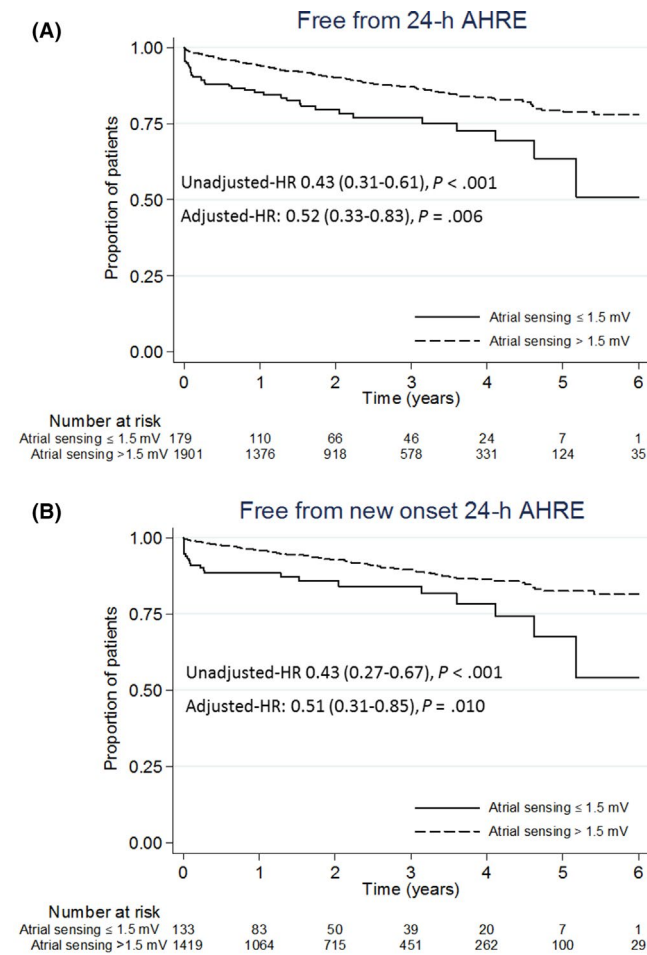 (A)
Free from 24-h AHRE
Proportion of patients
1.00
0.75
0.50
0.25
0.00
Unadjusted-HR 0.43 (0.31-0.61), P < .001
Adjusted-HR: 0.52 (0.33-0.83), P = .006
Atrial sensing ≤ 1.5 mV
Atrial sensing > 1.5 mV
0 1 2 3 4 5 6
Time (years)
Number at risk
Atrial sensing ≤ 1.5 mV 179 110 66 46 24 7 1
Atrial sensing >1.5 mV 1901 1376 918 578 331 124 35
(B)
Free from new onset 24-h AHRE
Proportion of patients
1.00
0.75
0.50
0.25
0.00
Unadjusted-HR 0.43 (0.27-0.67), P < .001
Adjusted-HR: 0.51 (0.31-0.85), P = .010
Atrial sensing ≤ 1.5 mV
Atrial sensing > 1.5 mV
0 1 2 3 4 5 6
Time (years)
Number at risk
Atrial sensing ≤ 1.5 mV 133 83 50 39 20 7 1
Atrial sensing >1.5 mV 1419 1064 715 451 262 100 29